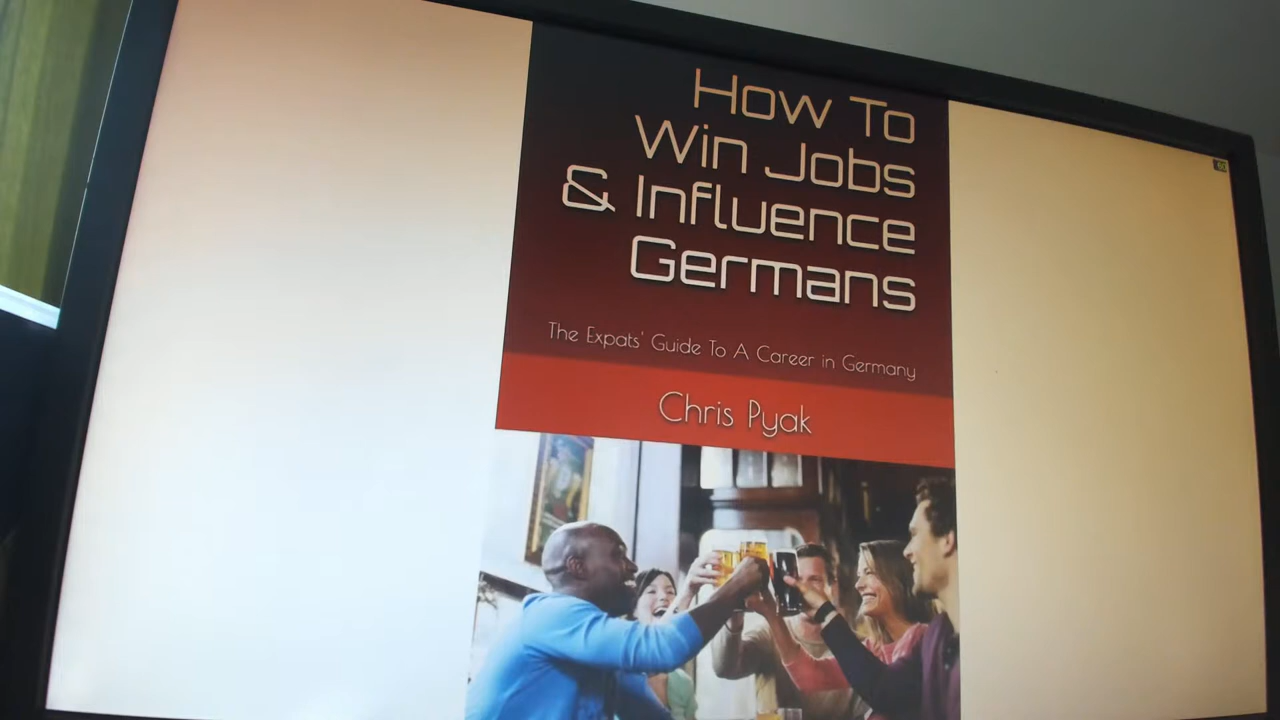 How To
Win Jobs
& Influence
Germans
The Expats' Guide To A Career in Germany
Chris Pyak